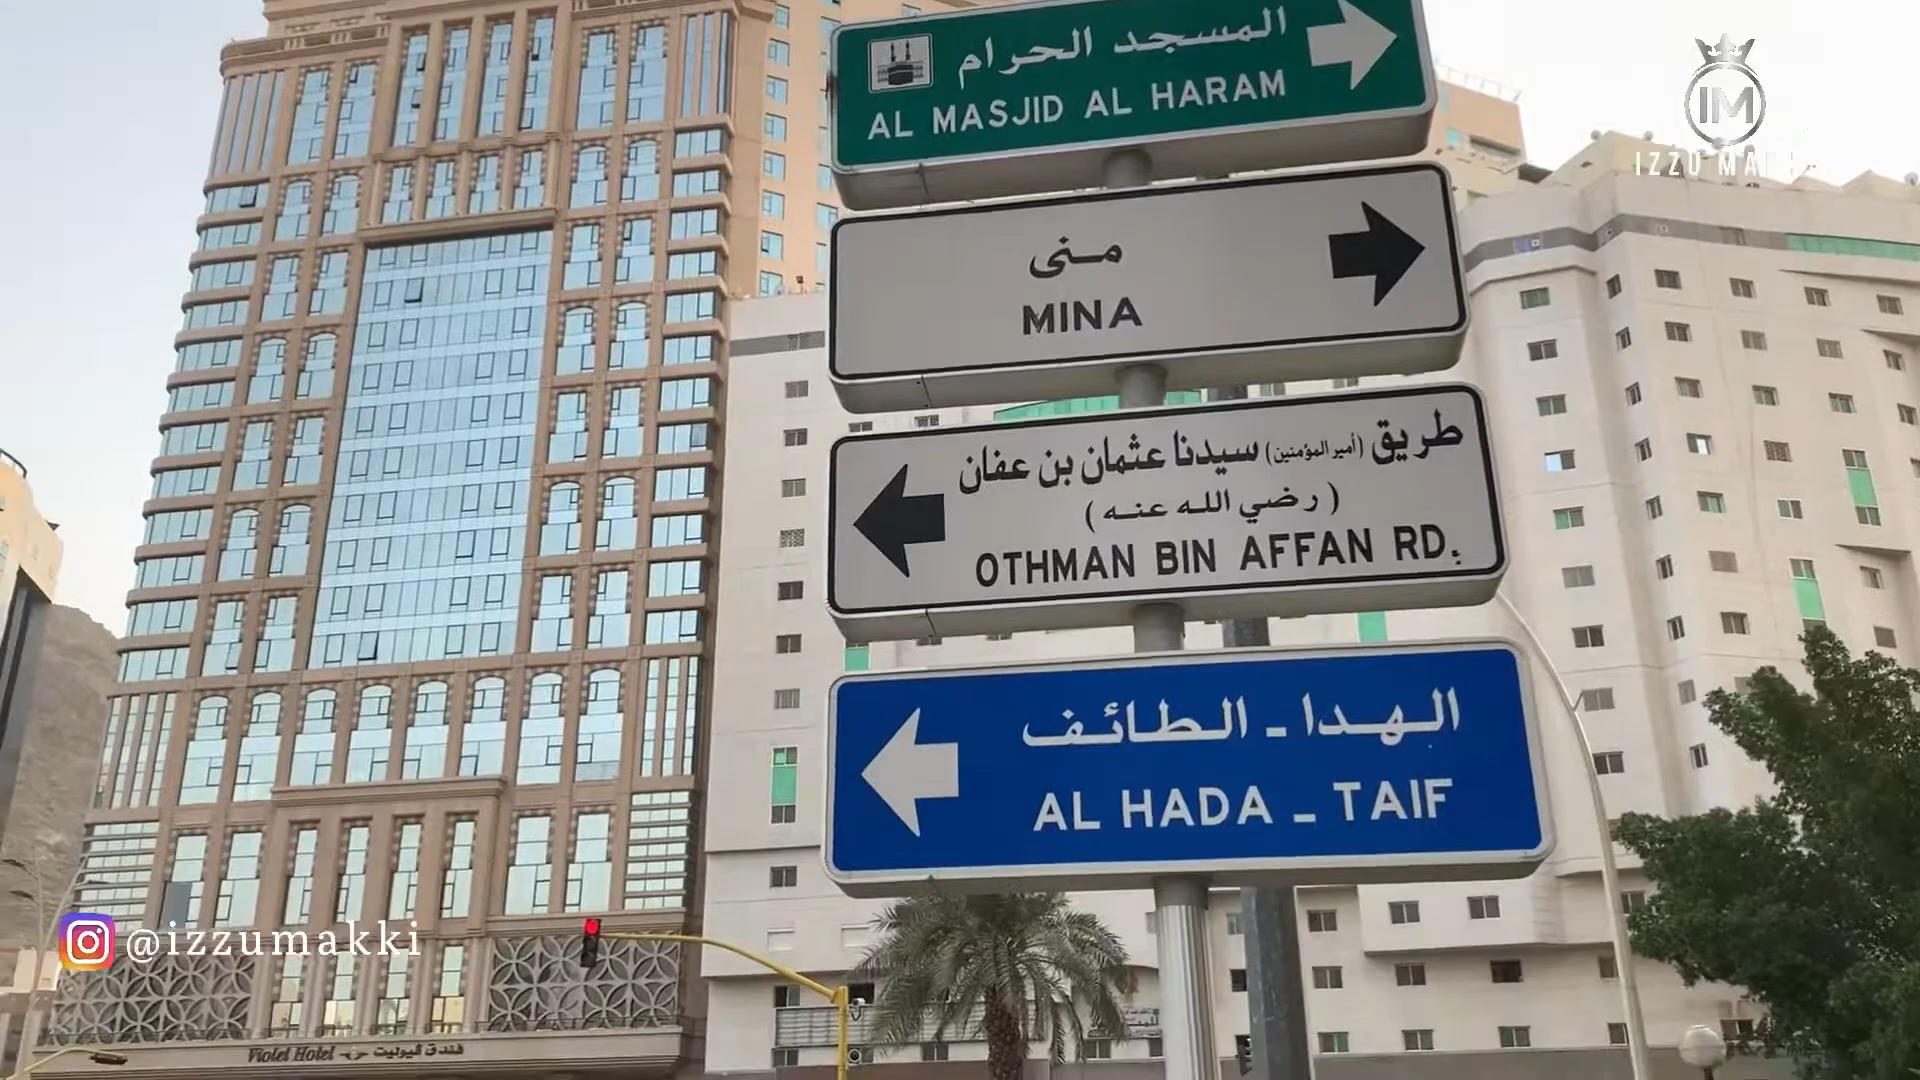 المسجد الحرام
AL MASJID AL HARAM
منى
MINA
طريق (أمير المؤمنين) سيدنا عثمان بن عفان
(رضي الله عنه)
OTHMAN BIN AFFAN RD.
الهدا - الطائف
AL HADA - TAIF
IM
@izzumakki
Violet Hotel فندق فيوليت